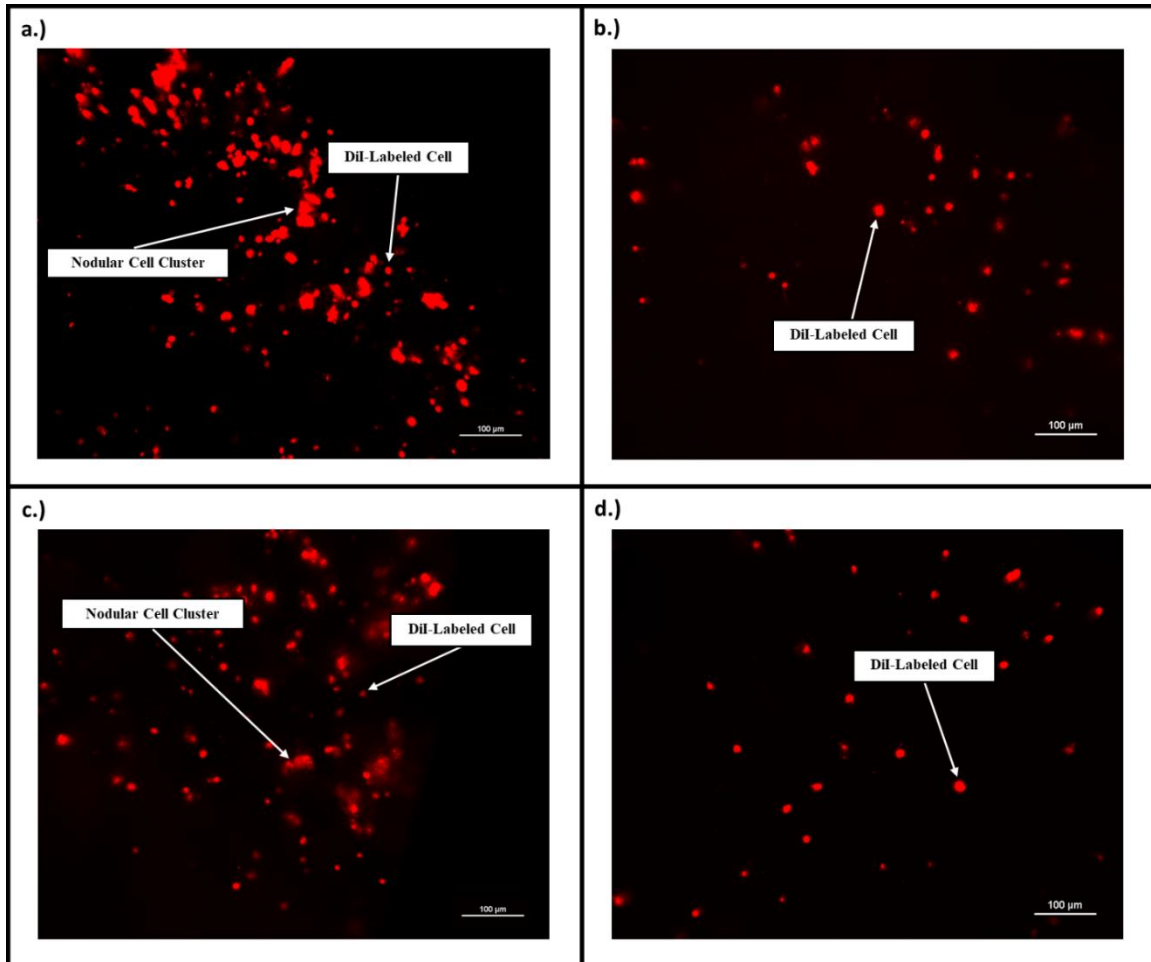 a.)
DiI-Labeled Cell
Nodular Cell Cluster
100 µm
b.)
DiI-Labeled Cell
100 µm
c.)
Nodular Cell Cluster
DiI-Labeled Cell
100 µm
d.)
DiI-Labeled Cell
100 µm